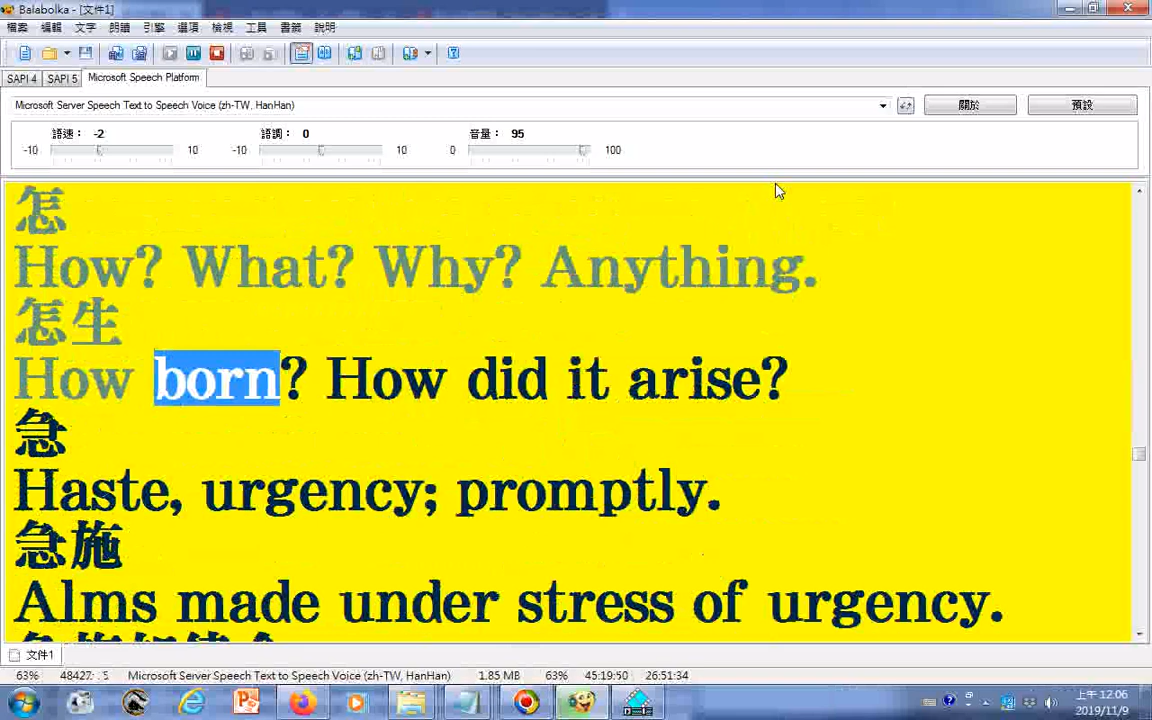 Balabolka - [文件1]
檔案 編輯 文字 朗讀 引擎 選項 檢視 工具 書籤 說明
SAPI 4 SAPI 5 Microsoft Speech Platform
Microsoft Server Speech Text to Speech Voice (zh-TW, HanHan) 關於 預設
語速： -2 語調： 0 音量： 95
-10 10 -10 10 0 100
怎
How? What? Why? Anything.
怎生
How born? How did it arise?
急
Haste, urgency; promptly.
急施
Alms made under stress of urgency.
文件1
63% Microsoft Server Speech Text to Speech Voice (zh-TW, HanHan) 1.85 MB 63% 45:19:50 26:51:34
上午 12:06
2019/11/9